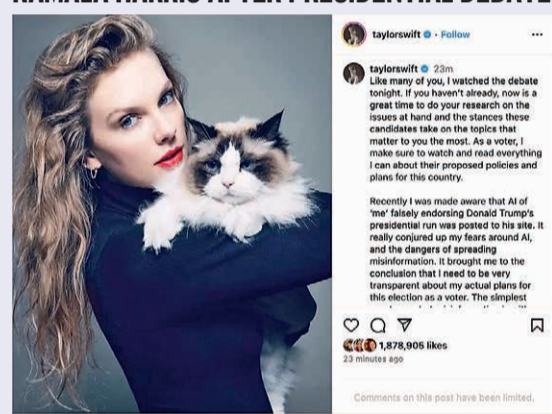 KAMALA HARRIS AFTER PRESIDENTIAL DEBATE
taylorswift · Follow
taylorswift 23m
Like many of you, I watched the debate
tonight. If you haven't already, now is a
great time to do your research on the
issues at hand and the stances these
candidates take on the topics that
matter to you the most. As a voter, I
make sure to watch and read everything
I can about their proposed policies and
plans for this country.
Recently I was made aware that AI of
'me' falsely endorsing Donald Trump's
presidential run was posted to his site. It
really conjured up my fears around AI,
and the dangers of spreading
misinformation. It brought me to the
conclusion that I need to be very
transparent about my actual plans for
this election as a voter. The simplest
1,878,905 likes
23 minutes ago
Comments on this post have been limited.